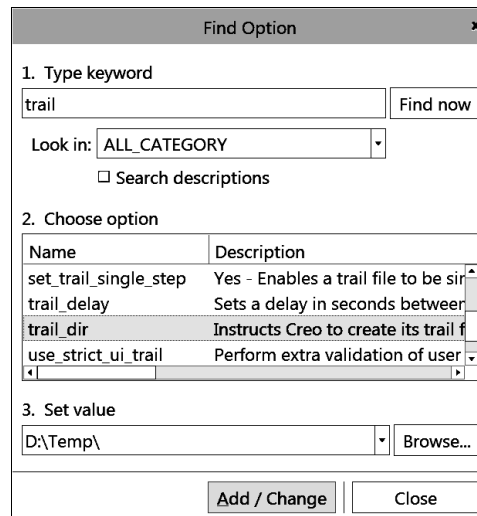 Find Option
1. Type keyword
trail
Find now
Look in: ALL_CATEGORY
Search descriptions
2. Choose option
Name Description
set_trail_single_step Yes - Enables a trail file to be sin
trail_delay Sets a delay in seconds between
trail_dir Instructs Creo to create its trail f
use_strict_ui_trail Perform extra validation of user
3. Set value
D:\Temp\ Browse...
Add / Change Close